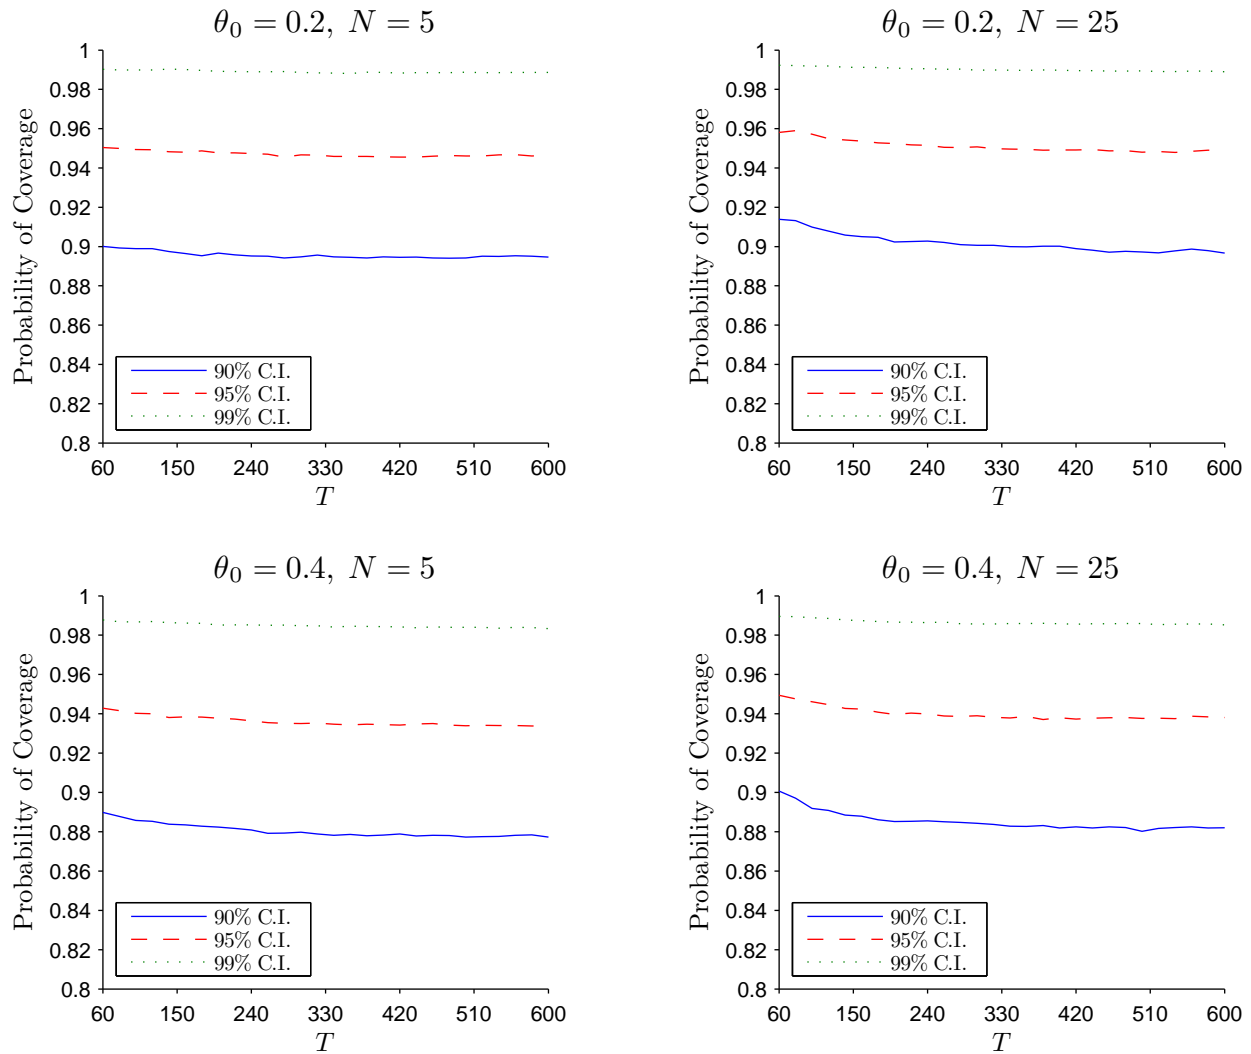 θ₀ = 0.2, N = 5
Probability of Coverage
1
0.98
0.96
0.94
0.92
0.9
0.88
0.86
0.84
0.82
0.8
90% C.I.
95% C.I.
99% C.I.
60 150 240 330 420 510 600
T
θ₀ = 0.2, N = 25
Probability of Coverage
1
0.98
0.96
0.94
0.92
0.9
0.88
0.86
0.84
0.82
0.8
90% C.I.
95% C.I.
99% C.I.
60 150 240 330 420 510 600
T
θ₀ = 0.4, N = 5
Probability of Coverage
1
0.98
0.96
0.94
0.92
0.9
0.88
0.86
0.84
0.82
0.8
90% C.I.
95% C.I.
99% C.I.
60 150 240 330 420 510 600
T
θ₀ = 0.4, N = 25
Probability of Coverage
1
0.98
0.96
0.94
0.92
0.9
0.88
0.86
0.84
0.82
0.8
90% C.I.
95% C.I.
99% C.I.
60 150 240 330 420 510 600
T